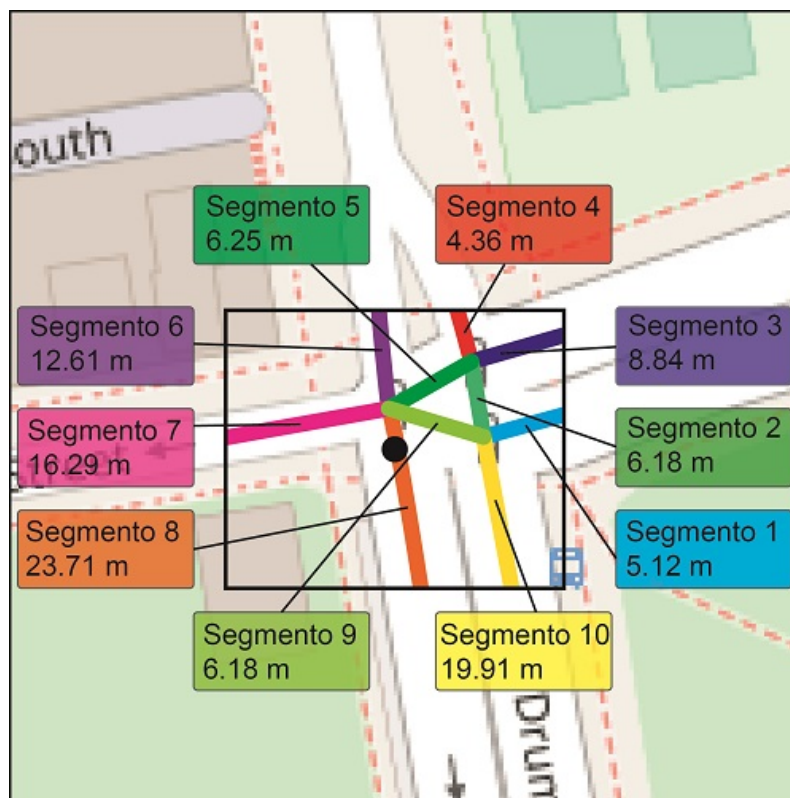 outh
Segmento 5
6.25 m
Segmento 4
4.36 m
Segmento 6
12.61 m
Segmento 3
8.84 m
Segmento 7
16.29 m
Segmento 2
6.18 m
Segmento 8
23.71 m
Segmento 1
5.12 m
Segmento 9
6.18 m
Segmento 10
19.91 m
Drum